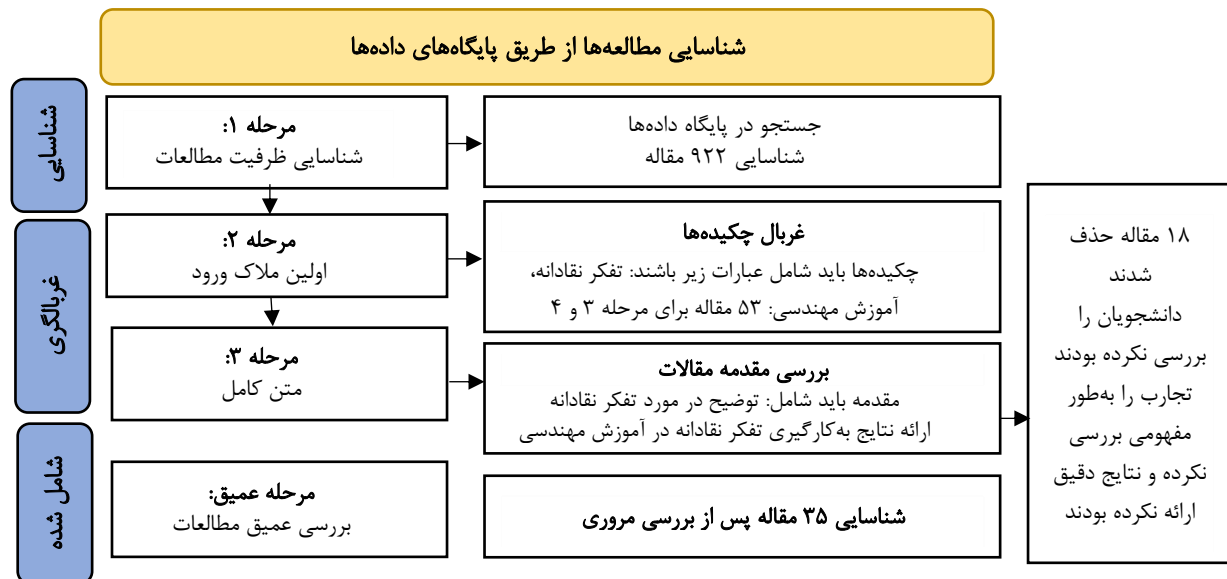 شناسایی مطالعه‌ها از طریق پایگاه‌های داده‌ها
شناسایی
مرحله ۱:
شناسایی ظرفیت مطالعات
جستجو در پایگاه داده‌ها
شناسایی ۹۲۲ مقاله
غربالگری
مرحله ۲:
اولین ملاک ورود
غربال چکیده‌ها
چکیده‌ها باید شامل عبارات زیر باشند: تفکر نقادانه،
آموزش مهندسی: ۵۳ مقاله برای مرحله ۳ و ۴
مرحله ۳:
متن کامل
بررسی مقدمه مقالات
مقدمه باید شامل: توضیح در مورد تفکر نقادانه
ارائه نتایج به‌کارگیری تفکر نقادانه در آموزش مهندسی
۱۸ مقاله حذف
شدند
دانشجویان را
بررسی نکرده بودند
تجارب را به‌طور
مفهومی بررسی
نکرده و نتایج دقیق
ارائه نکرده بودند
شامل شده
مرحله عمیق:
بررسی عمیق مطالعات
شناسایی ۳۵ مقاله پس از بررسی مروری